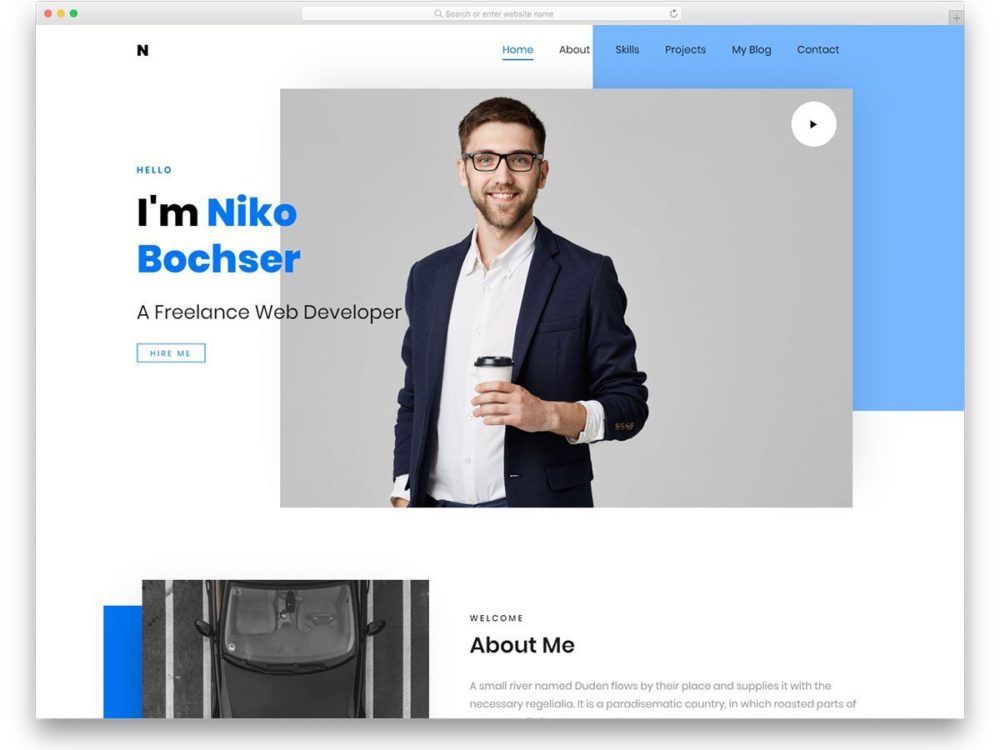 Search or enter website name
N
Home About Skills Projects My Blog Contact
HELLO
I'm Niko
Bochser
A Freelance Web Developer
HIRE ME
WELCOME
About Me
A small river named Duden flows by their place and supplies it with the
necessary regelialia. It is a paradisematic country, in which roasted parts of